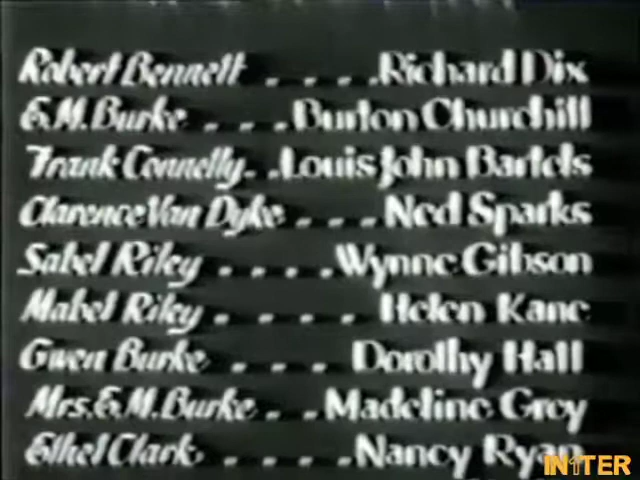 Robert Bennett . . . . Richard Dix
E.M. Burke . . . Burton Churchill
Frank Connelly . . Louis John Bartels
Clarence Van Dyke . . . Ned Sparks
Sabel Riley . . . . Wynne Gibson
Mabel Riley . . . . Helen Kane
Gwen Burke . . . Dorothy Hall
Mrs. E.M. Burke . . Madeline Grey
Ethel Clark . . . . Nancy Ryan
IN1TER